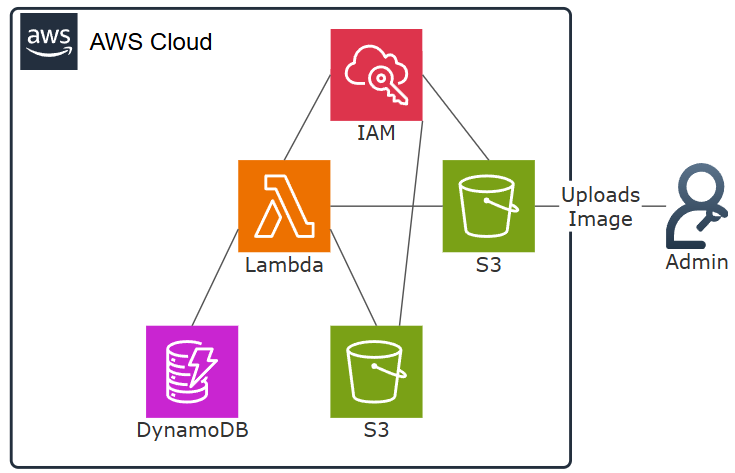 aws
AWS Cloud
IAM
Uploads
Image
Lambda
S3
Admin
DynamoDB
S3